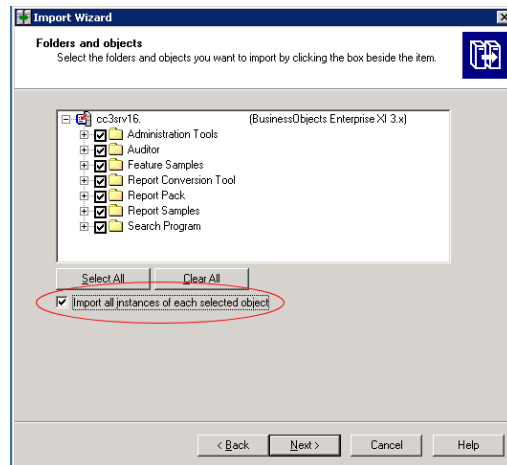 Import Wizard
Folders and objects
Select the folders and objects you want to import by clicking the box beside the item.
cc3srv16. (BusinessObjects Enterprise XI 3.x)
Administration Tools
Auditor
Feature Samples
Report Conversion Tool
Report Pack
Report Samples
Search Program
Select All Clear All
Import all instances of each selected object
< Back Next > Cancel Help